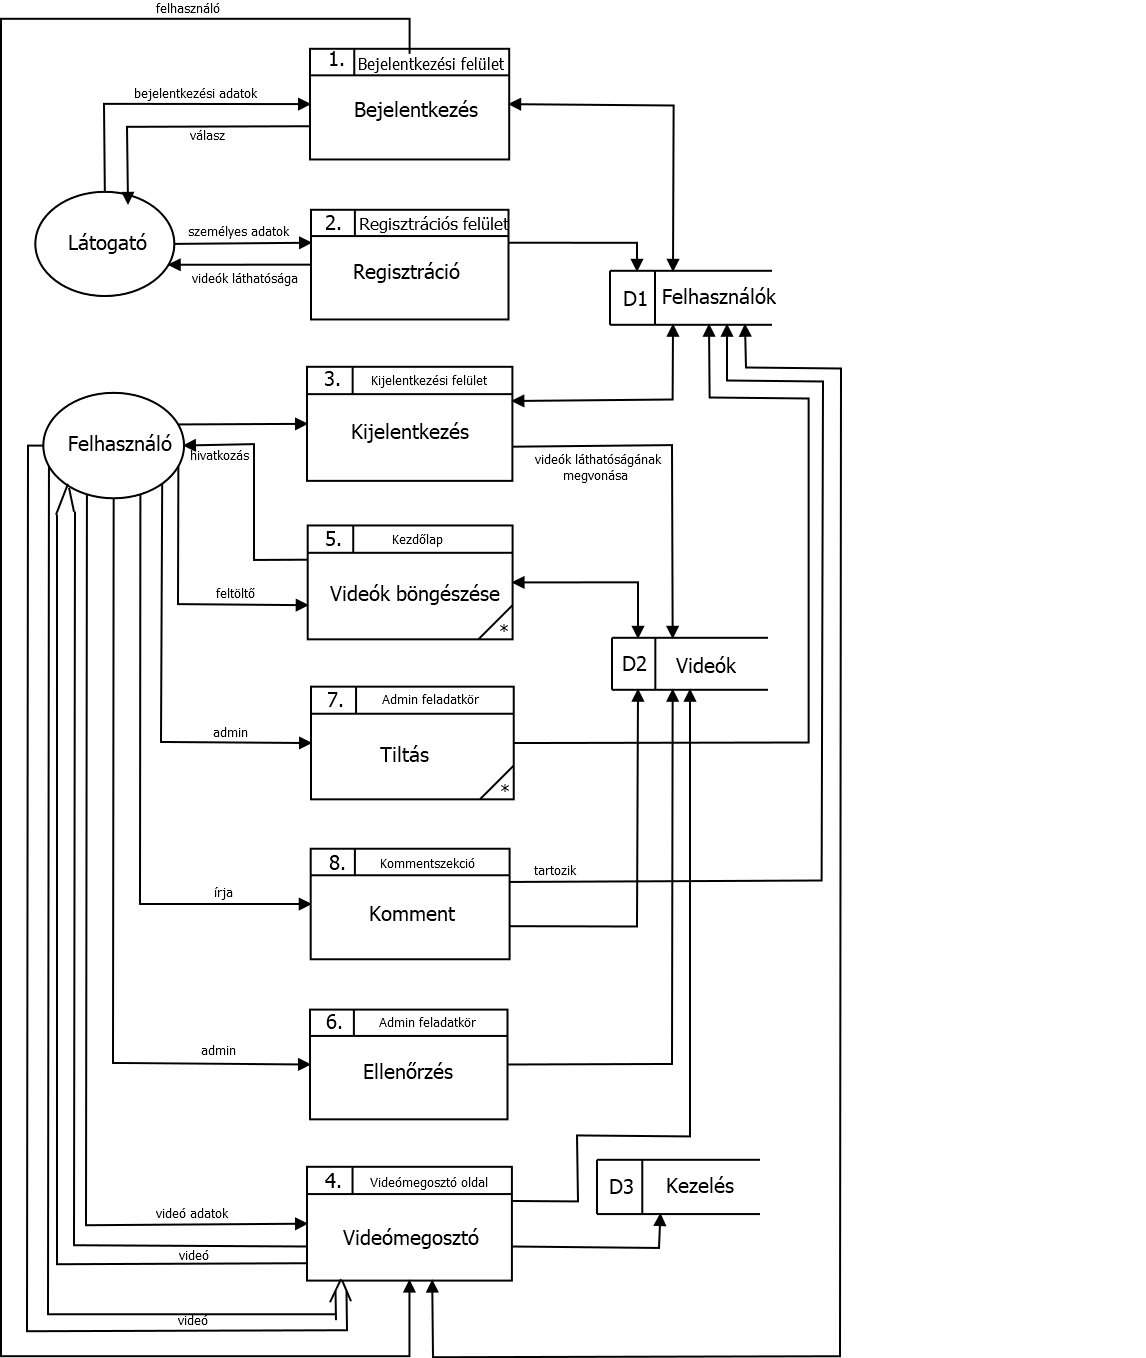 felhasználó
1.
Bejelentkezési felület
Bejelentkezés
bejelentkezési adatok
válasz
Látogató
személyes adatok
videók láthatósága
2.
Regisztrációs felület
Regisztráció
D1
Felhasználók
3.
Kijelentkezési felület
Kijelentkezés
Felhasználó
hivatkozás
videók láthatóságának
megvonása
5.
Kezdőlap
Videók böngészése
*
feltöltő
D2
Videók
7.
Admin feladatkör
Tiltás
*
admin
8.
Kommentszekció
Komment
írja
tartozik
6.
Admin feladatkör
Ellenőrzés
admin
4.
Videómegosztó oldal
Videómegosztó
videó adatok
videó
videó
D3
Kezelés